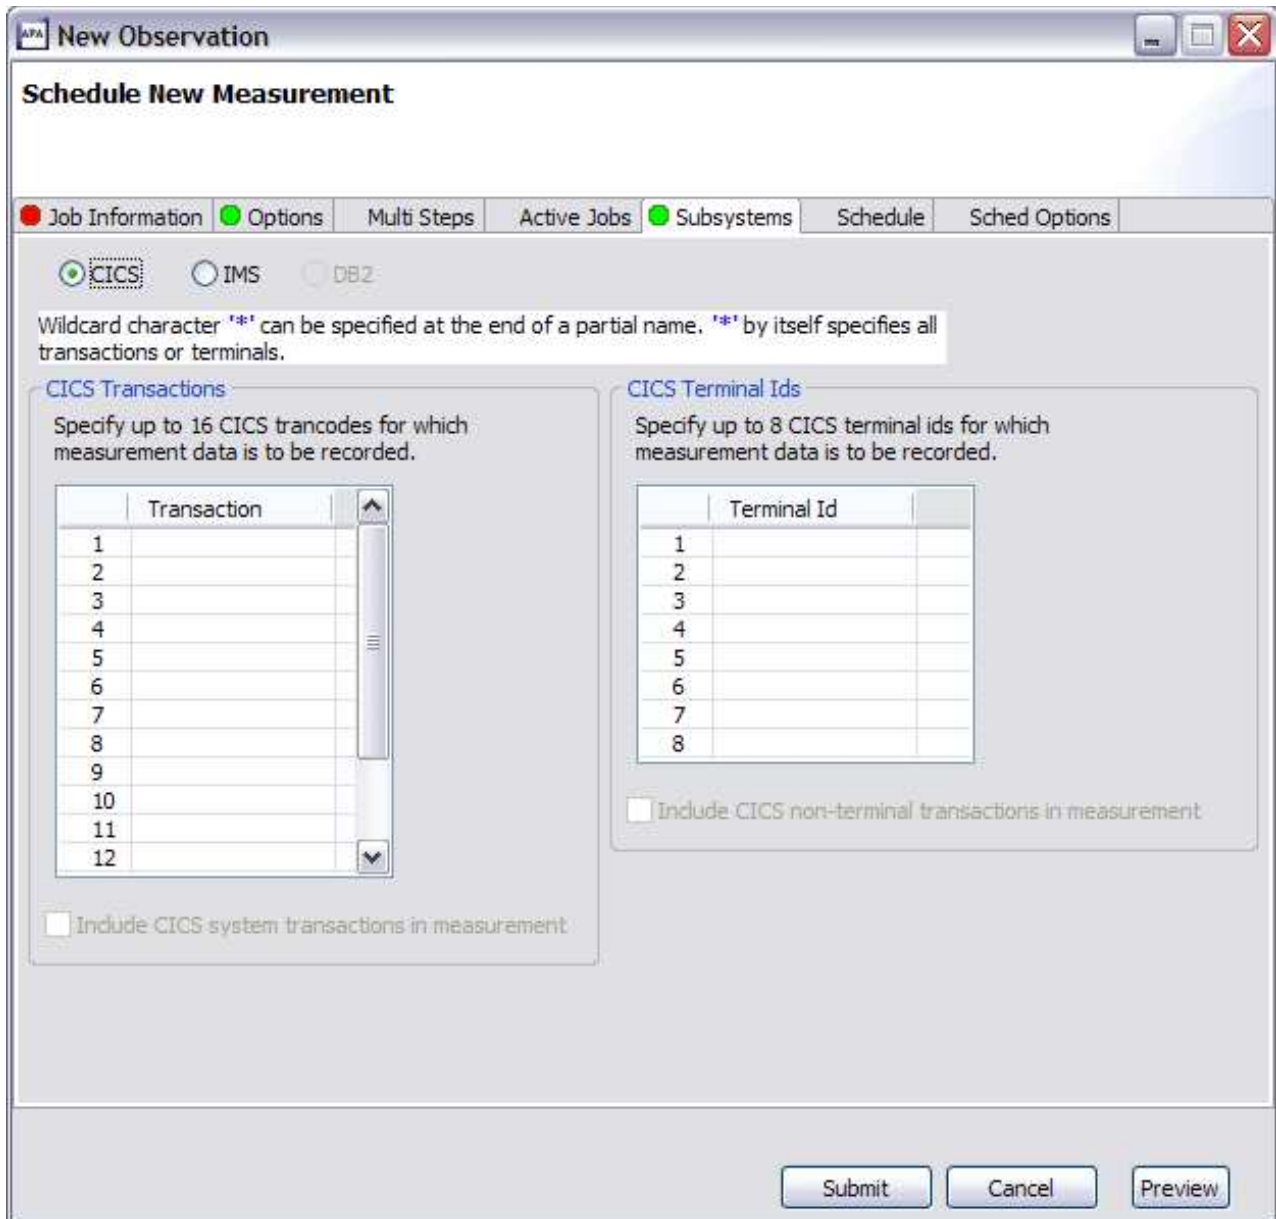 APA New Observation
Schedule New Measurement
Job Information Options Multi Steps Active Jobs Subsystems Schedule Sched Options
CICS IMS DB2
Wildcard character '*' can be specified at the end of a partial name. '*' by itself specifies all
transactions or terminals.
CICS Transactions
Specify up to 16 CICS trancodes for which
measurement data is to be recorded.
Transaction
1
2
3
4
5
6
7
8
9
10
11
12
Include CICS system transactions in measurement
CICS Terminal Ids
Specify up to 8 CICS terminal ids for which
measurement data is to be recorded.
Terminal Id
1
2
3
4
5
6
7
8
Include CICS non-terminal transactions in measurement
Submit Cancel Preview